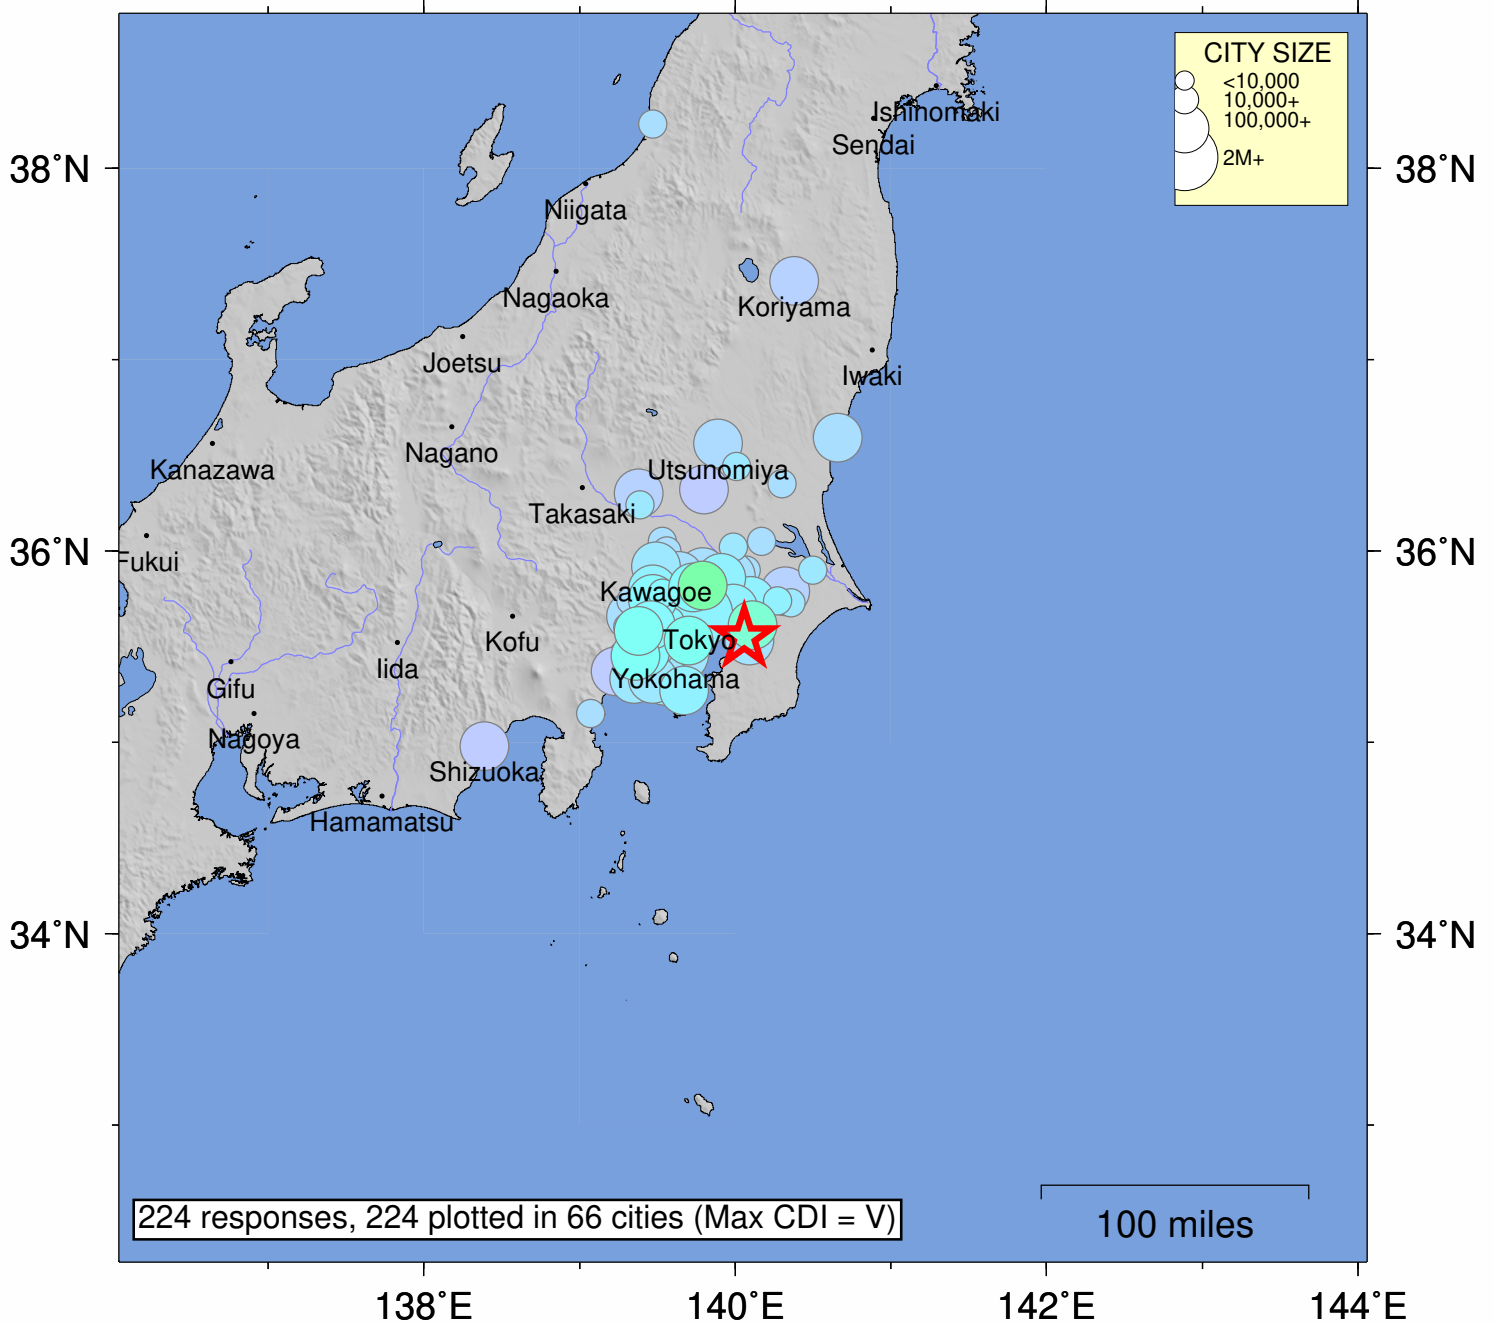 CITY SIZE
<10,000
10,000+
100,000+
2M+
Ishinomaki
Sendai
38˚N
38˚N
Niigata
Nagaoka
Koriyama
Joetsu
Iwaki
Nagano
Kanazawa
Utsunomiya
Takasaki
36˚N
36˚N
Fukui
Kawagoe
Kofu
Tokyo
Iida
Yokohama
Gifu
Nagoya
Shizuoka
Hamamatsu
34˚N
34˚N
224 responses, 224 plotted in 66 cities (Max CDI = V)
100 miles
138˚E
140˚E
142˚E
144˚E